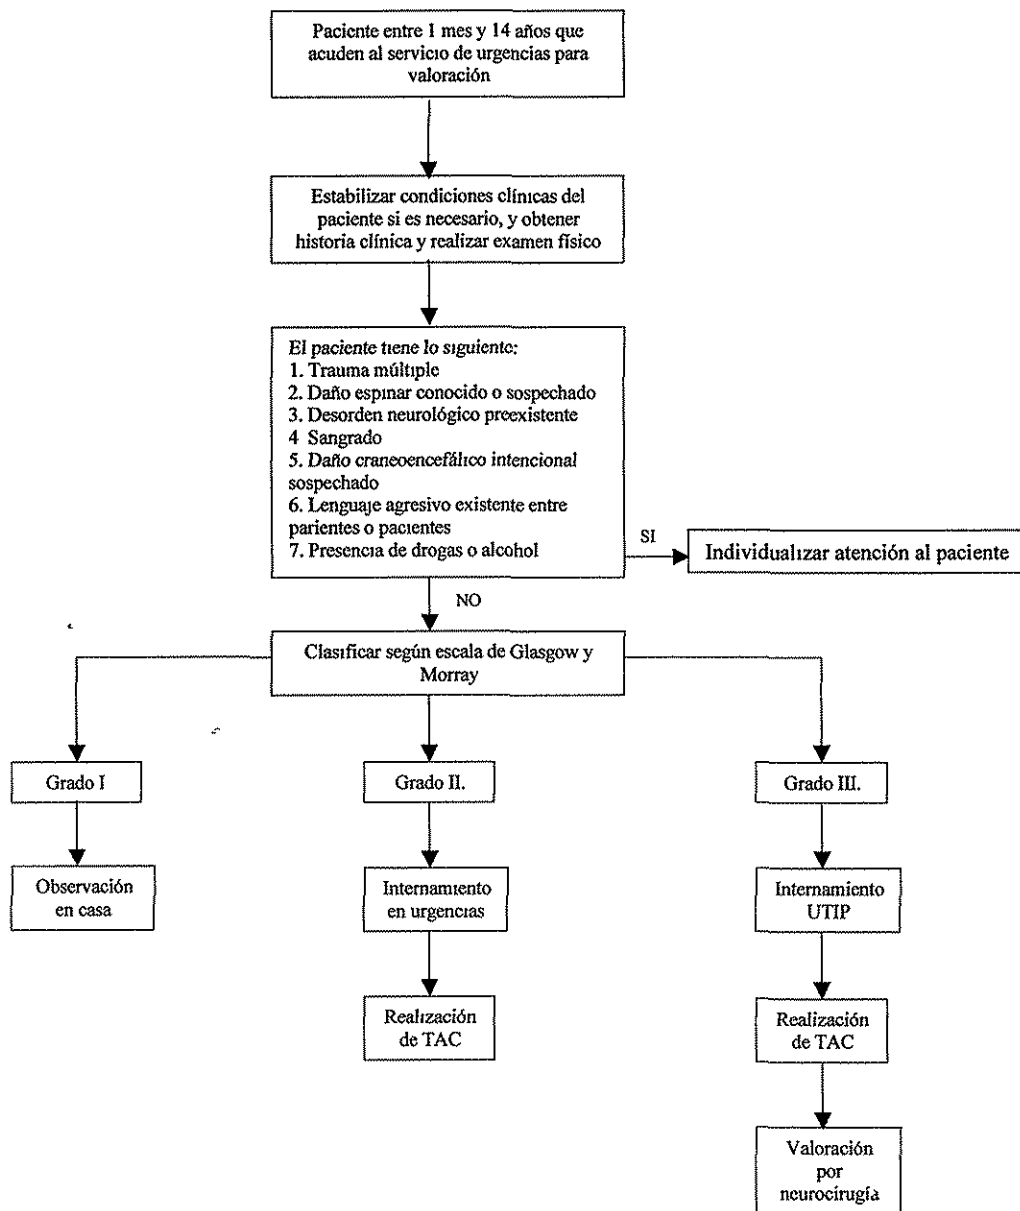 Paciente entre 1 mes y 14 años que
acuden al servicio de urgencias para
valoración
Estabilizar condiciones clínicas del
paciente si es necesario, y obtener
historia clínica y realizar examen físico
El paciente tiene lo siguiente:
1. Trauma múltiple
2. Daño espinar conocido o sospechado
3. Desorden neurológico preexistente
4 Sangrado
5. Daño craneoencefálico intencional
sospechado
6. Lenguaje agresivo existente entre
parientes o pacientes
7. Presencia de drogas o alcohol
SI
Individualizar atención al paciente
NO
Clasificar según escala de Glasgow y
Morray
Grado I
Grado II.
Grado III.
Observación
en casa
Internamiento
en urgencias
Internamiento
UTIP
Realización
de TAC
Realización
de TAC
Valoración
por
neurocirugía